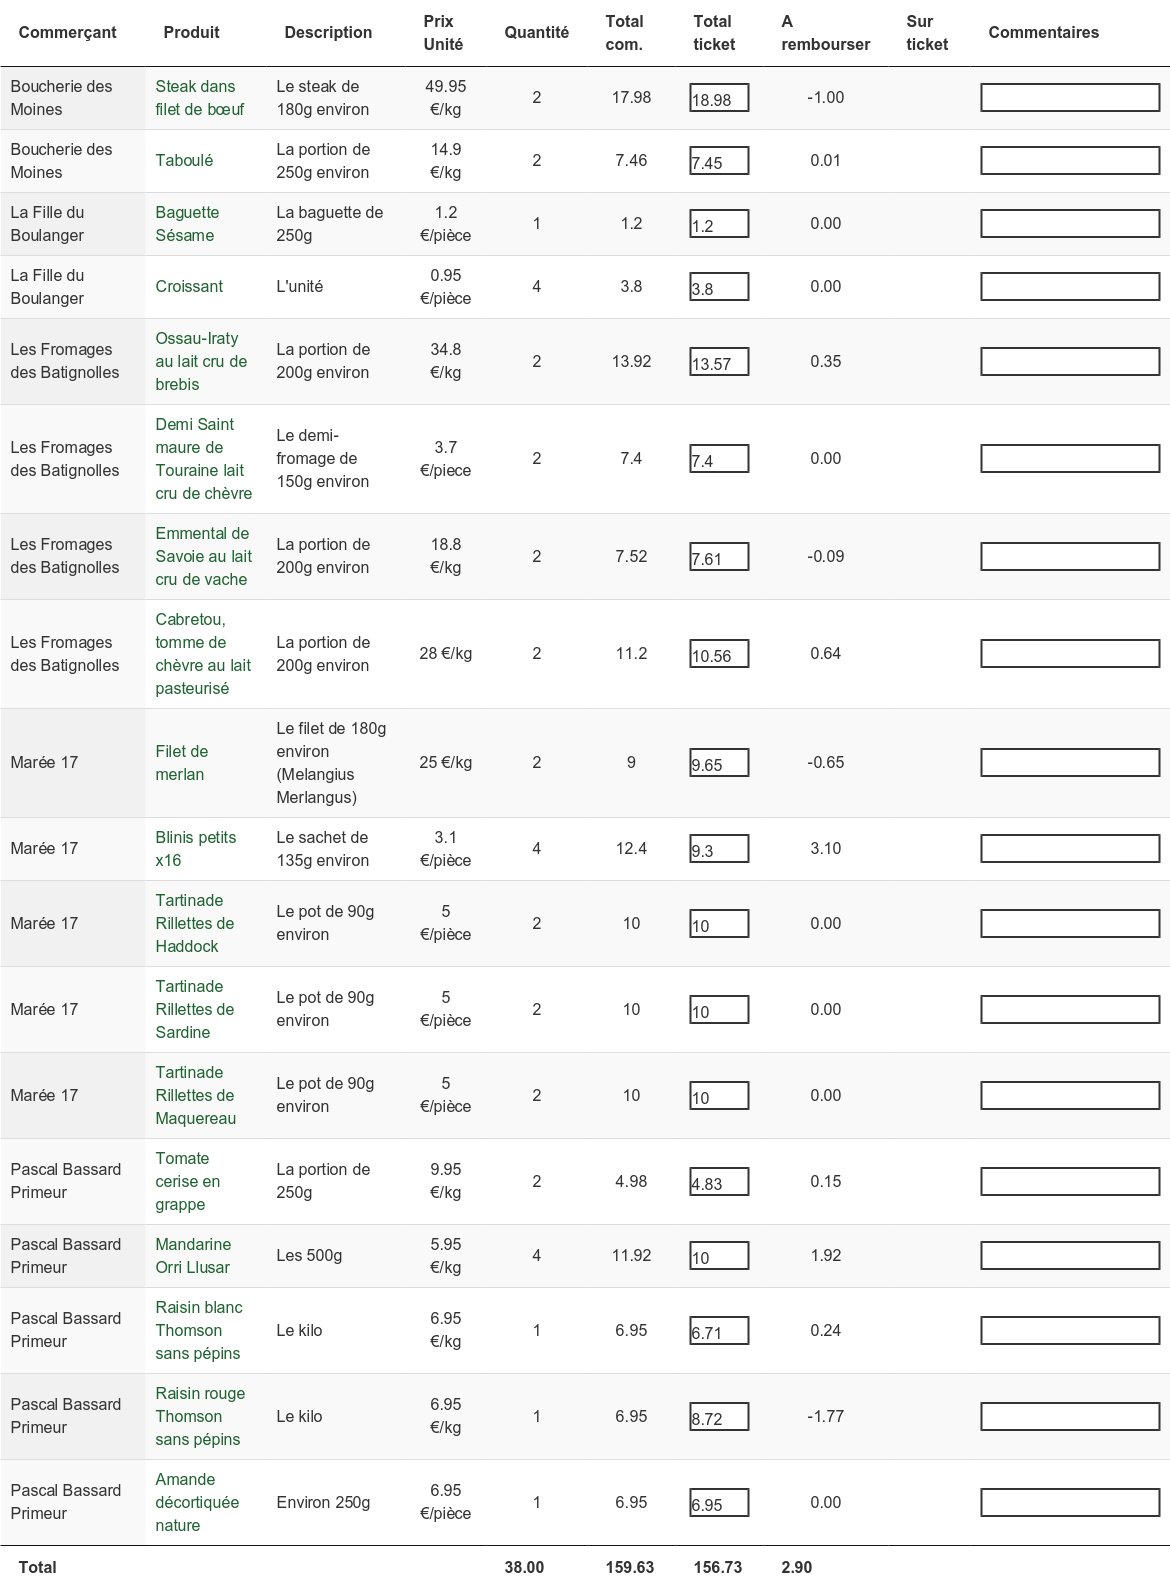 Commerçant Produit Description Prix Unité Quantité Total com. Total ticket A rembourser Sur ticket Commentaires
Boucherie des Moines Steak dans filet de bœuf Le steak de 180g environ 49.95 €/kg 2 17.98 18.98 -1.00
Boucherie des Moines Taboulé La portion de 250g environ 14.9 €/kg 2 7.46 7.45 0.01
La Fille du Boulanger Baguette Sésame La baguette de 250g 1.2 €/pièce 1 1.2 1.2 0.00
La Fille du Boulanger Croissant L'unité 0.95 €/pièce 4 3.8 3.8 0.00
Les Fromages des Batignolles Ossau-Iraty au lait cru de brebis La portion de 200g environ 34.8 €/kg 2 13.92 13.57 0.35
Les Fromages des Batignolles Demi Saint maure de Touraine lait cru de chèvre Le demi-fromage de 150g environ 3.7 €/piece 2 7.4 7.4 0.00
Les Fromages des Batignolles Emmental de Savoie au lait cru de vache La portion de 200g environ 18.8 €/kg 2 7.52 7.61 -0.09
Les Fromages des Batignolles Cabretou, tomme de chèvre au lait pasteurisé La portion de 200g environ 28 €/kg 2 11.2 10.56 0.64
Marée 17 Filet de merlan Le filet de 180g environ (Melangius Merlangus) 25 €/kg 2 9 9.65 -0.65
Marée 17 Blinis petits x16 Le sachet de 135g environ 3.1 €/pièce 4 12.4 9.3 3.10
Marée 17 Tartinade Rillettes de Haddock Le pot de 90g environ 5 €/pièce 2 10 10 0.00
Marée 17 Tartinade Rillettes de Sardine Le pot de 90g environ 5 €/pièce 2 10 10 0.00
Marée 17 Tartinade Rillettes de Maquereau Le pot de 90g environ 5 €/pièce 2 10 10 0.00
Pascal Bassard Primeur Tomate cerise en grappe La portion de 250g 9.95 €/kg 2 4.98 4.83 0.15
Pascal Bassard Primeur Mandarine Orri Llusar Les 500g 5.95 €/kg 4 11.92 10 1.92
Pascal Bassard Primeur Raisin blanc Thomson sans pépins Le kilo 6.95 €/kg 1 6.95 6.71 0.24
Pascal Bassard Primeur Raisin rouge Thomson sans pépins Le kilo 6.95 €/kg 1 6.95 8.72 -1.77
Pascal Bassard Primeur Amande décortiquée nature Environ 250g 6.95 €/pièce 1 6.95 6.95 0.00
Total 38.00 159.63 156.73 2.90